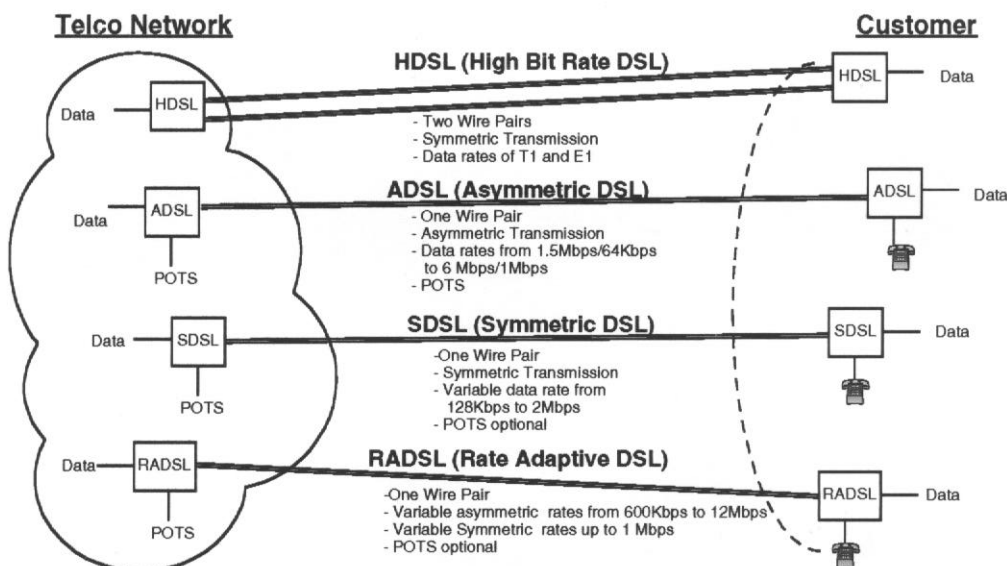 Telco Network
Customer
HDSL (High Bit Rate DSL)
Data
HDSL
HDSL
Data
- Two Wire Pairs
- Symmetric Transmission
- Data rates of T1 and E1
ADSL (Asymmetric DSL)
Data
ADSL
ADSL
Data
- One Wire Pair
- Asymmetric Transmission
- Data rates from 1.5Mbps/64Kbps
to 6 Mbps/1Mbps
- POTS
POTS
SDSL (Symmetric DSL)
Data
SDSL
SDSL
Data
-One Wire Pair
- Symmetric Transmission
- Variable data rate from
128Kbps to 2Mbps
- POTS optional
POTS
RADSL (Rate Adaptive DSL)
Data
RADSL
RADSL
Data
-One Wire Pair
- Variable asymmetric rates from 600Kbps to 12Mbps
- Variable Symmetric rates up to 1 Mbps
- POTS optional
POTS